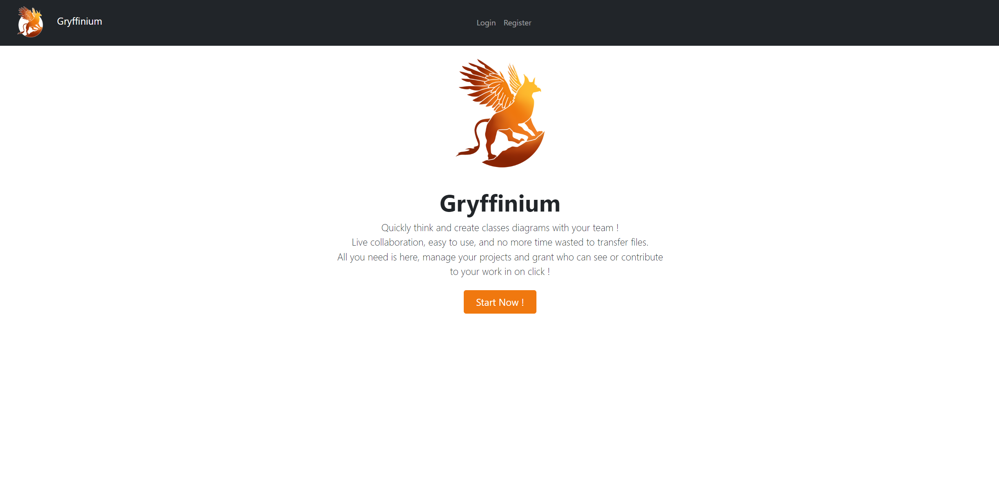 Gryffinium
Login Register
Gryffinium
Quickly think and create classes diagrams with your team !
Live collaboration, easy to use, and no more time wasted to transfer files.
All you need is here, manage your projects and grant who can see or contribute
to your work in on click !
Start Now !